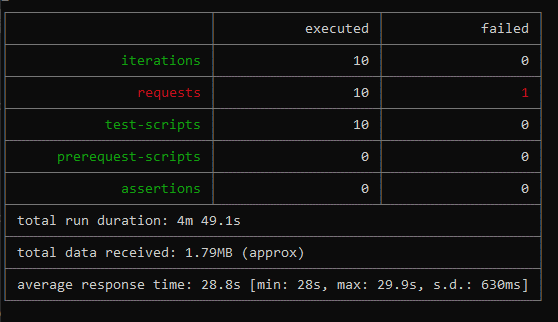 executed failed
iterations 10 0
requests 10 1
test-scripts 10 0
prerequest-scripts 0 0
assertions 0 0
total run duration: 4m 49.1s
total data received: 1.79MB (approx)
average response time: 28.8s [min: 28s, max: 29.9s, s.d.: 630ms]